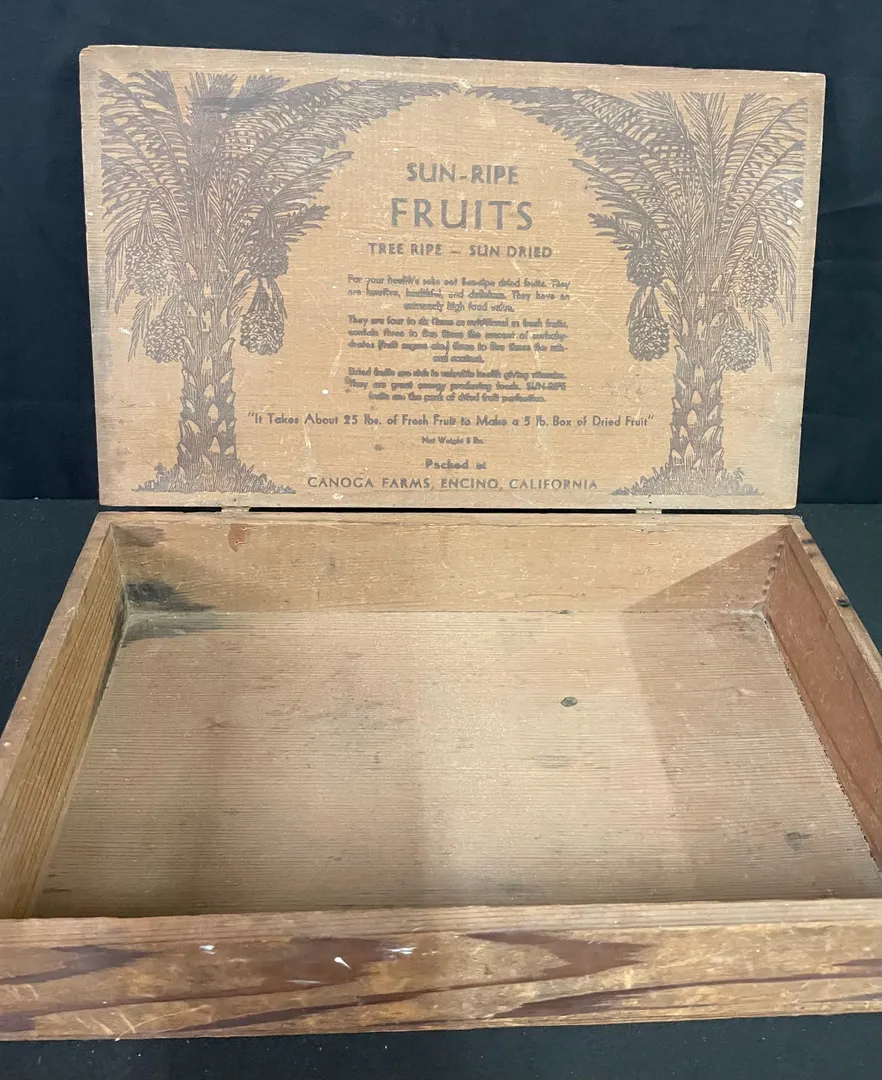 SUN-RIPE
FRUITS
TREE RIPE — SUN DRIED
For your health's sake eat Sun-ripe dried fruits. They
are luscious, healthful, and delicious. They have an
extremely high food value.
They are four to six times as nutritional as fresh fruits,
contain three to five times the amount of carbohy-
drates (fruit sugars etc.) three to five times the min-
eral content.
Dried fruits are rich in valuable health giving vitamins.
They are great energy producing foods. SUN-RIPE
fruits are the peak of dried fruit perfection.
"It Takes About 25 lbs. of Fresh Fruit to Make a 5 lb. Box of Dried Fruit"
Net Weight 5 lbs.
Packed at
CANOGA FARMS, ENCINO, CALIFORNIA